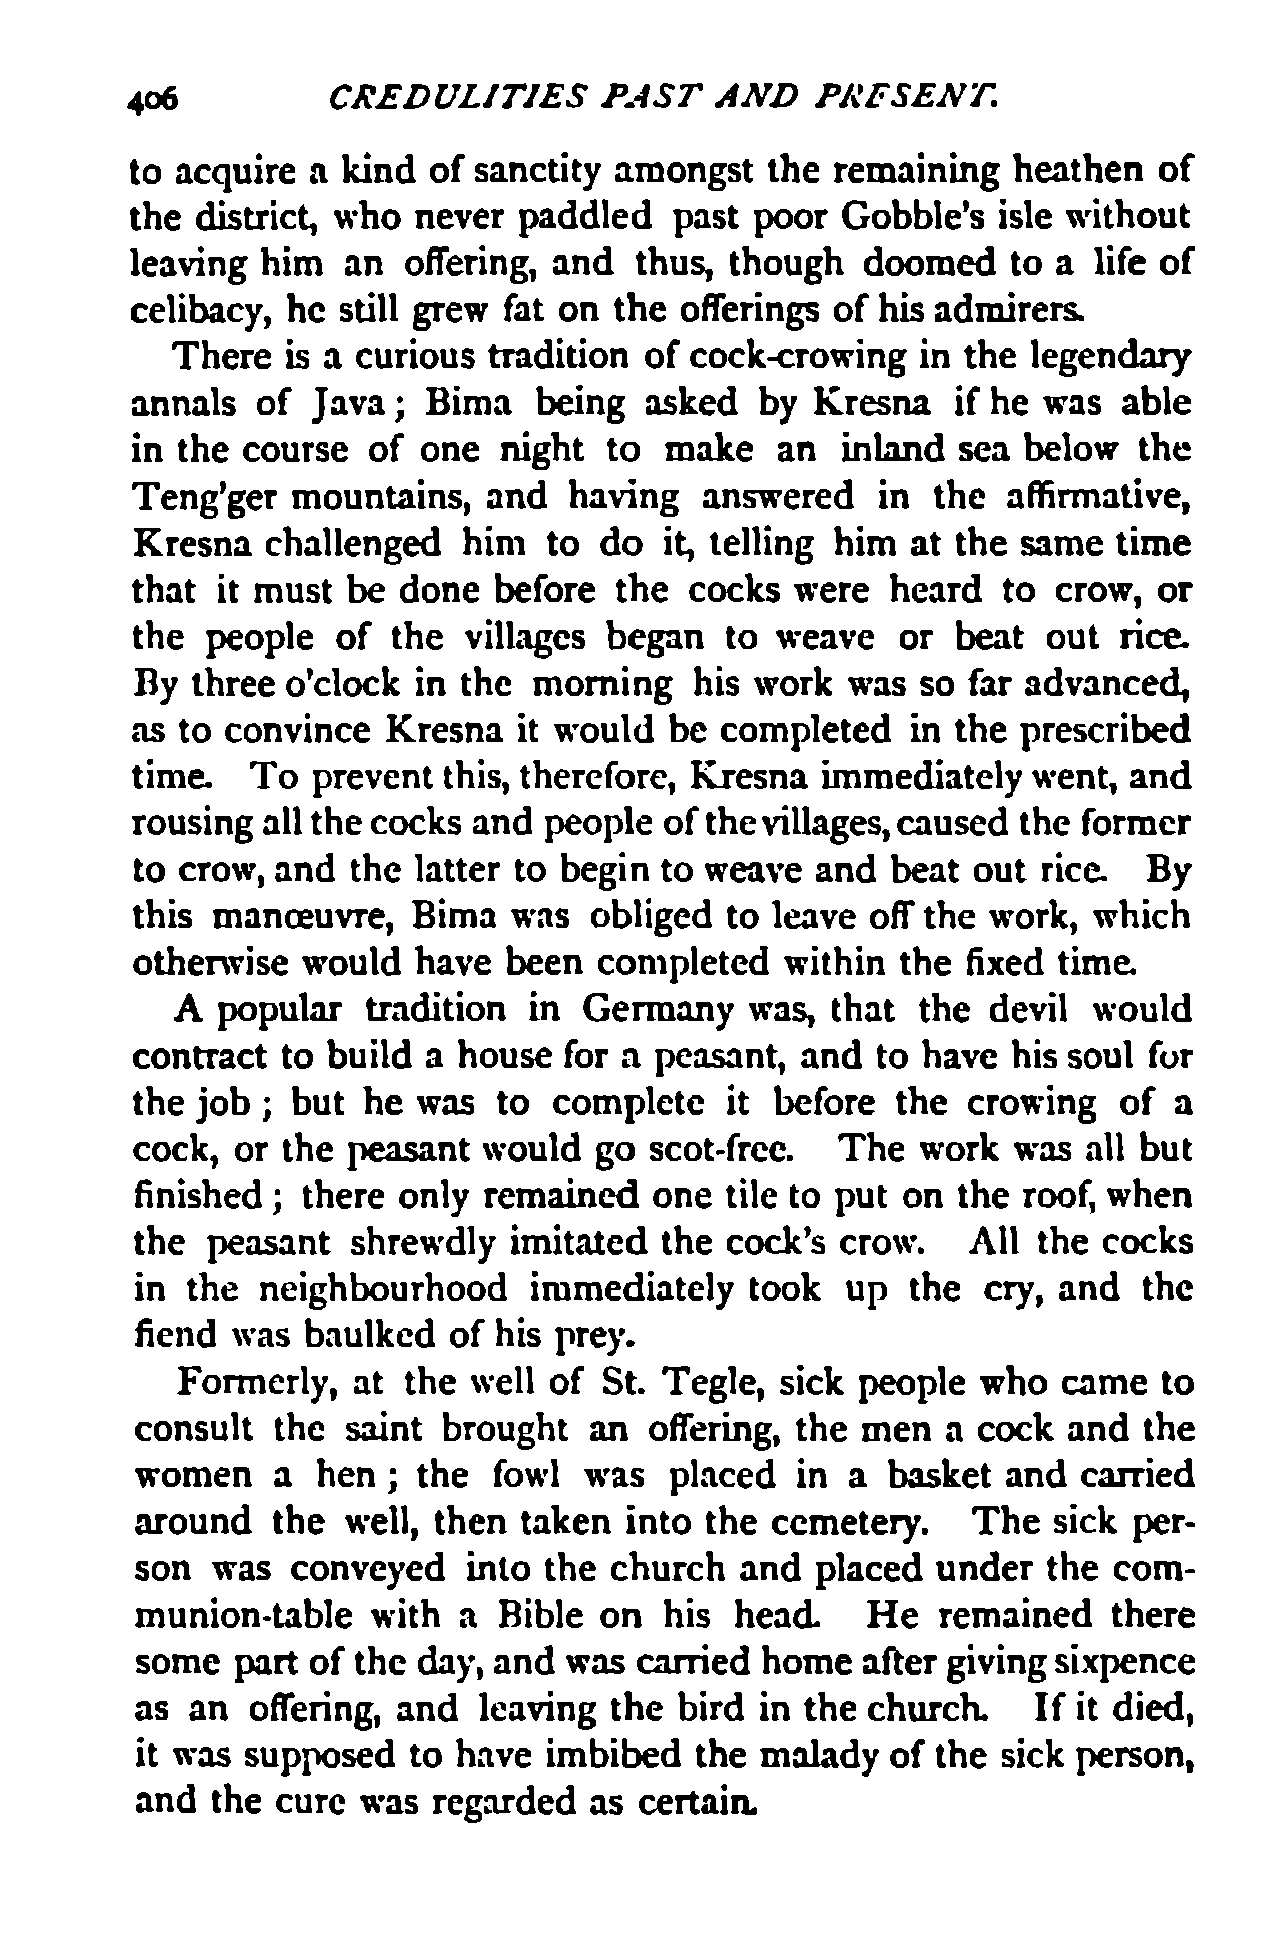 406 CREDULITIES PAST AND PRESENT.
to acquire a kind of sanctity amongst the remaining heathen of
the district, who never paddled past poor Gobble's isle without
leaving him an offering, and thus, though doomed to a life of
celibacy, he still grew fat on the offerings of his admirers.
There is a curious tradition of cock-crowing in the legendary
annals of Java; Bima being asked by Kresna if he was able
in the course of one night to make an inland sea below the
Teng'ger mountains, and having answered in the affirmative,
Kresna challenged him to do it, telling him at the same time
that it must be done before the cocks were heard to crow, or
the people of the villages began to weave or beat out rice.
By three o'clock in the morning his work was so far advanced,
as to convince Kresna it would be completed in the prescribed
time. To prevent this, therefore, Kresna immediately went, and
rousing all the cocks and people of the villages, caused the former
to crow, and the latter to begin to weave and beat out rice. By
this manœuvre, Bima was obliged to leave off the work, which
otherwise would have been completed within the fixed time.
A popular tradition in Germany was, that the devil would
contract to build a house for a peasant, and to have his soul for
the job; but he was to complete it before the crowing of a
cock, or the peasant would go scot-free. The work was all but
finished; there only remained one tile to put on the roof, when
the peasant shrewdly imitated the cock's crow. All the cocks
in the neighbourhood immediately took up the cry, and the
fiend was baulked of his prey.
Formerly, at the well of St. Tegle, sick people who came to
consult the saint brought an offering, the men a cock and the
women a hen; the fowl was placed in a basket and carried
around the well, then taken into the cemetery. The sick per-
son was conveyed into the church and placed under the com-
munion-table with a Bible on his head. He remained there
some part of the day, and was carried home after giving sixpence
as an offering, and leaving the bird in the church. If it died,
it was supposed to have imbibed the malady of the sick person,
and the cure was regarded as certain.